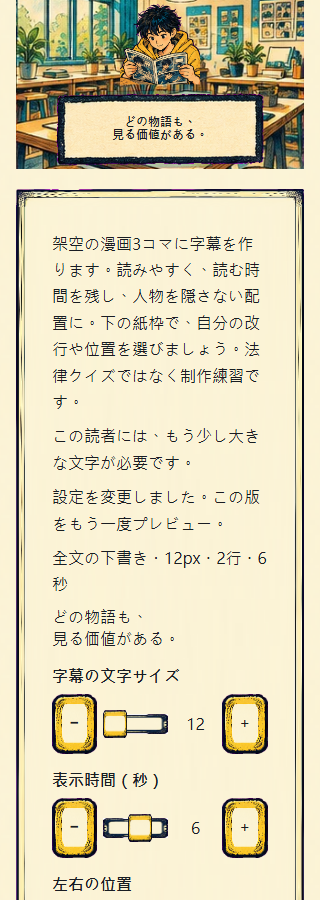 どの物語も、
見る価値がある。
架空の漫画3コマに字幕を作
ります。読みやすく、読む時
間を残し、人物を隠さない配
置に。下の紙枠で、自分の改
行や位置を選びましょう。法
律クイズではなく制作練習で
す。
この読者には、もう少し大き
な文字が必要です。
設定を変更しました。この版
をもう一度プレビュー。
全文の下書き・12px・2行・6
秒
どの物語も、
見る価値がある。
字幕の文字サイズ
− 12 +
表示時間(秒)
− 6 +
左右の位置